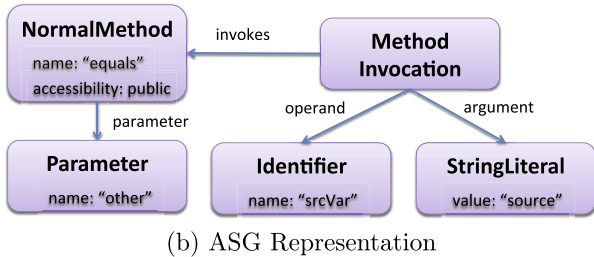 NormalMethod
name: “equals”
accessibility: public
invokes
Method
Invocation
parameter
operand
argument
Parameter
name: “other”
Identifier
name: “srcVar”
StringLiteral
value: “source”
(b) ASG Representation